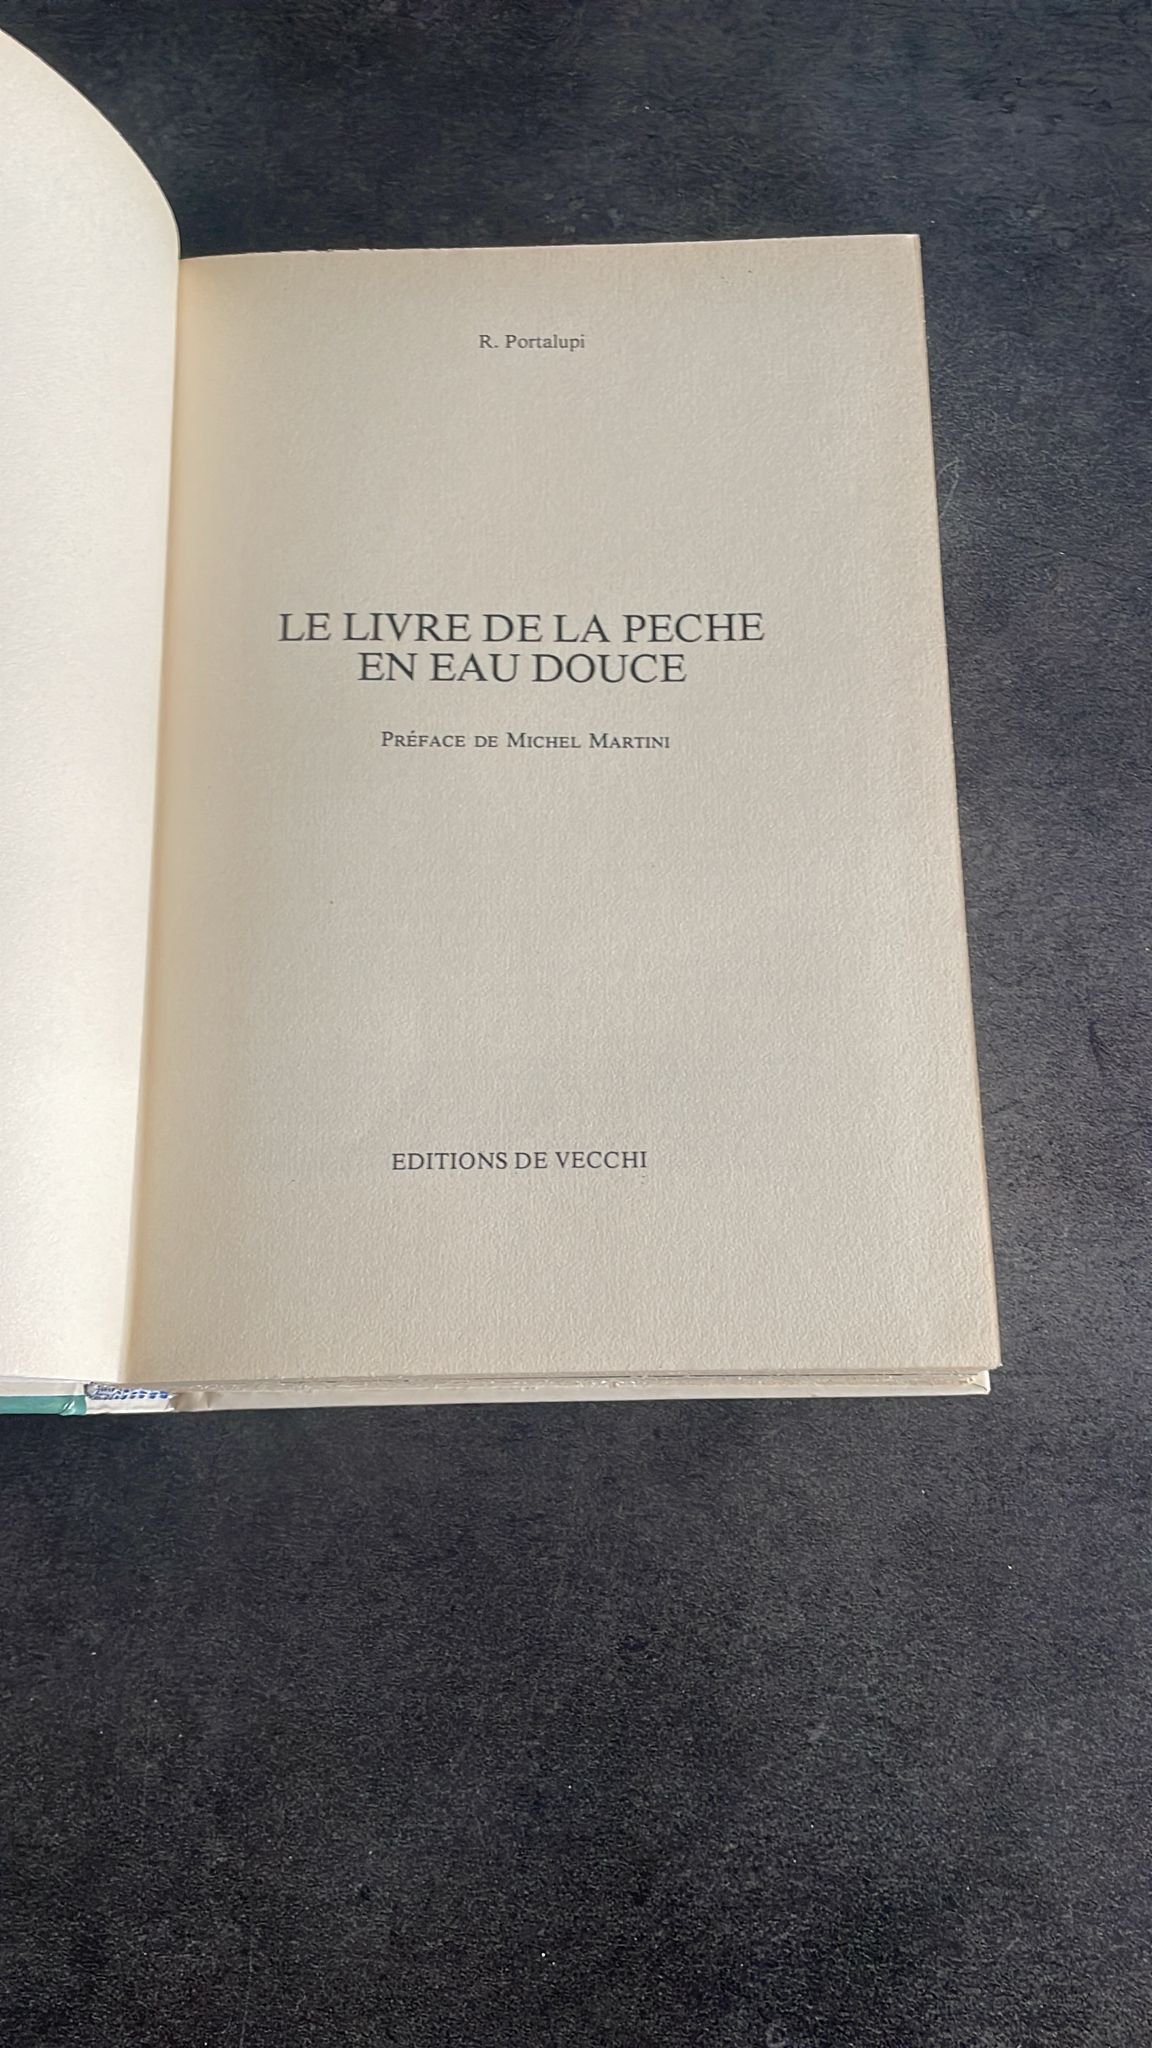 R. Portalupi
LE LIVRE DE LA PECHE
EN EAU DOUCE
PRÉFACE DE MICHEL MARTINI
EDITIONS DE VECCHI